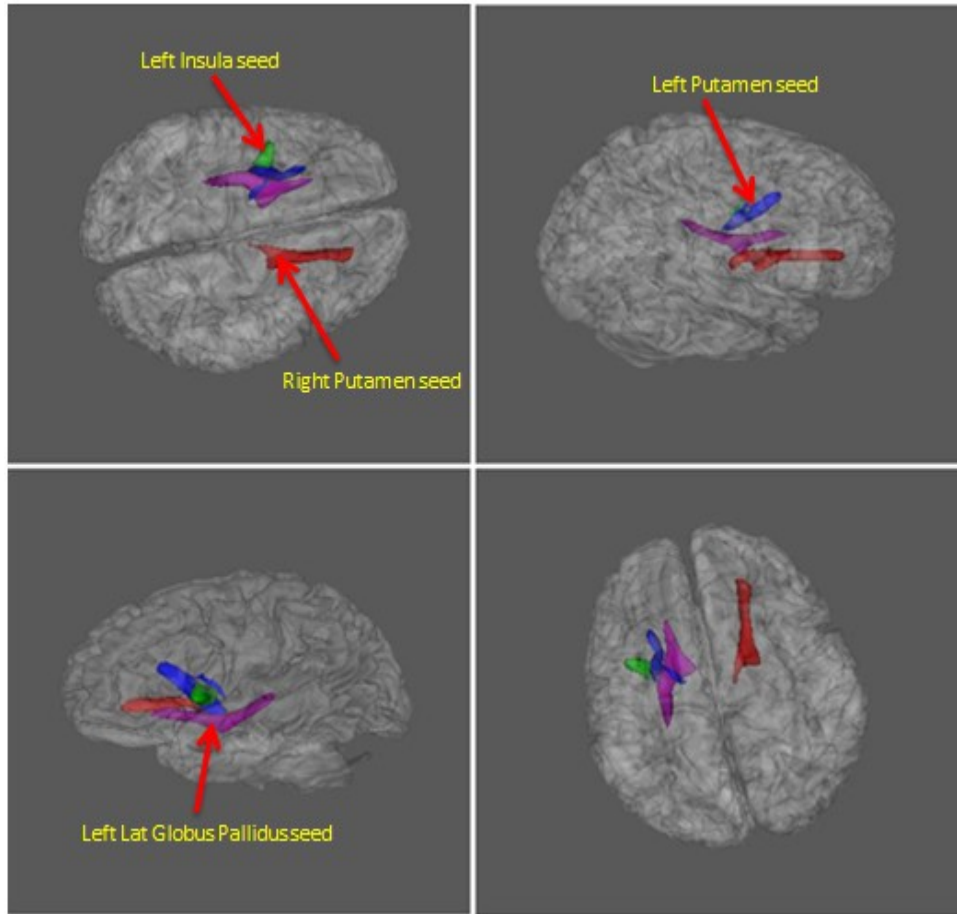 Left Insula seed
Left Putamen seed
Right Putamen seed
Left Lat Globus Pallidus seed